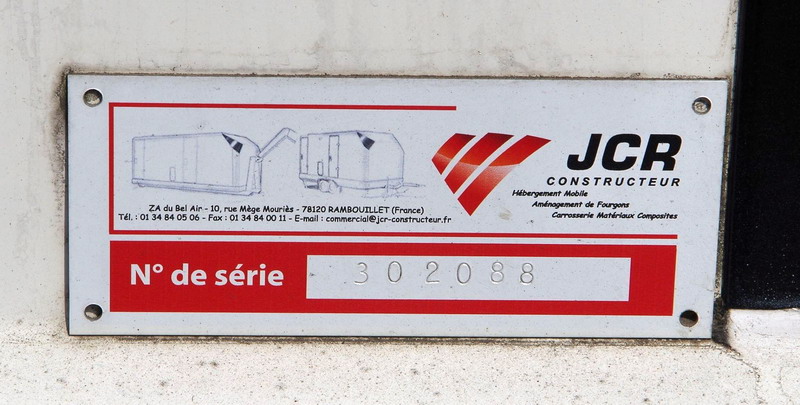 JCR
CONSTRUCTEUR
Hébergement Mobile
Aménagement de Fourgons
Carrosserie Matériaux Composites
ZA du Bel Air - 10, rue Mège Mouriès - 78120 RAMBOUILLET (France)
Tél. : 01 34 84 05 06 - Fax : 01 34 84 00 11 - E-mail : commercial@jcr-constructeur.fr
N° de série 302088